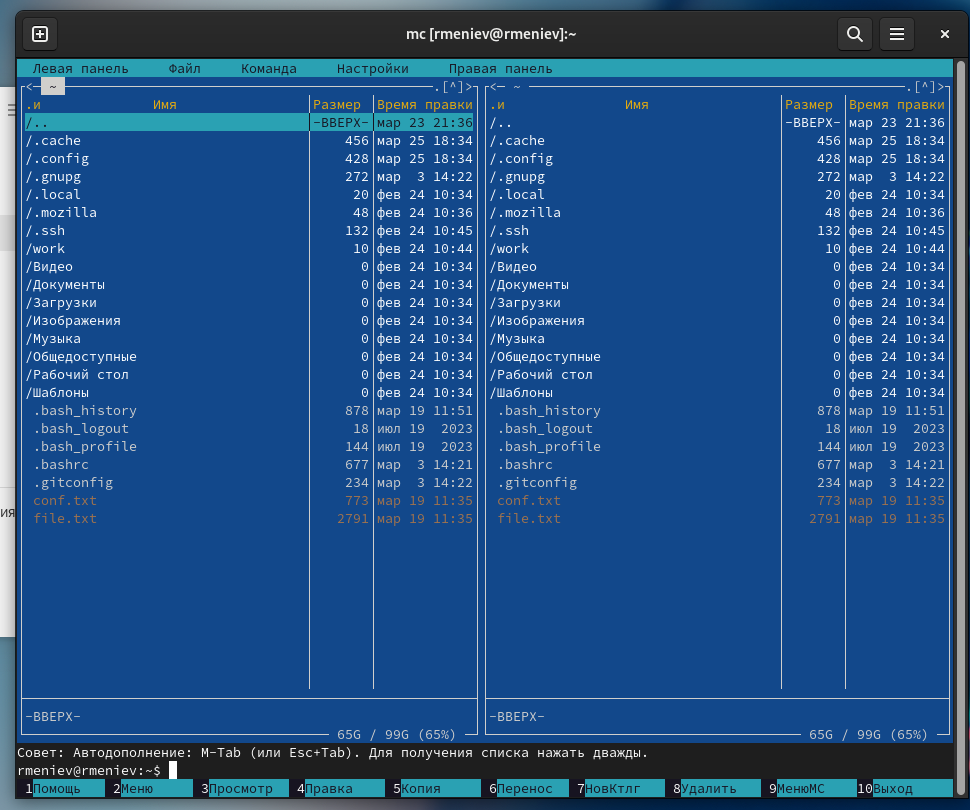 mc [rmeniev@rmeniev]:~
Левая панель Файл Команда Настройки Правая панель
<- ~ .[^]> <- ~ .[^]>
.и Имя Размер Время правки .и Имя Размер Время правки
/.. -ВВЕРХ- мар 23 21:36 /.. -ВВЕРХ- мар 23 21:36
/.cache 456 мар 25 18:34 /.cache 456 мар 25 18:34
/.config 428 мар 25 18:34 /.config 428 мар 25 18:34
/.gnupg 272 мар 3 14:22 /.gnupg 272 мар 3 14:22
/.local 20 фев 24 10:34 /.local 20 фев 24 10:34
/.mozilla 48 фев 24 10:36 /.mozilla 48 фев 24 10:36
/.ssh 132 фев 24 10:45 /.ssh 132 фев 24 10:45
/work 10 фев 24 10:44 /work 10 фев 24 10:44
/Видео 0 фев 24 10:34 /Видео 0 фев 24 10:34
/Документы 0 фев 24 10:34 /Документы 0 фев 24 10:34
/Загрузки 0 фев 24 10:34 /Загрузки 0 фев 24 10:34
/Изображения 0 фев 24 10:34 /Изображения 0 фев 24 10:34
/Музыка 0 фев 24 10:34 /Музыка 0 фев 24 10:34
/Общедоступные 0 фев 24 10:34 /Общедоступные 0 фев 24 10:34
/Рабочий стол 0 фев 24 10:34 /Рабочий стол 0 фев 24 10:34
/Шаблоны 0 фев 24 10:34 /Шаблоны 0 фев 24 10:34
.bash_history 878 мар 19 11:51 .bash_history 878 мар 19 11:51
.bash_logout 18 июл 19 2023 .bash_logout 18 июл 19 2023
.bash_profile 144 июл 19 2023 .bash_profile 144 июл 19 2023
.bashrc 677 мар 3 14:21 .bashrc 677 мар 3 14:21
.gitconfig 234 мар 3 14:22 .gitconfig 234 мар 3 14:22
conf.txt 773 мар 19 11:35 conf.txt 773 мар 19 11:35
file.txt 2791 мар 19 11:35 file.txt 2791 мар 19 11:35
-ВВЕРХ- -ВВЕРХ-
65G / 99G (65%) 65G / 99G (65%)
Совет: Автодополнение: M-Tab (или Esc+Tab). Для получения списка нажать дважды.
rmeniev@rmeniev:~$
1Помощь 2Меню 3Просмотр 4Правка 5Копия 6Перенос 7НовКтлг 8Удалить 9МенюMC 10Выход